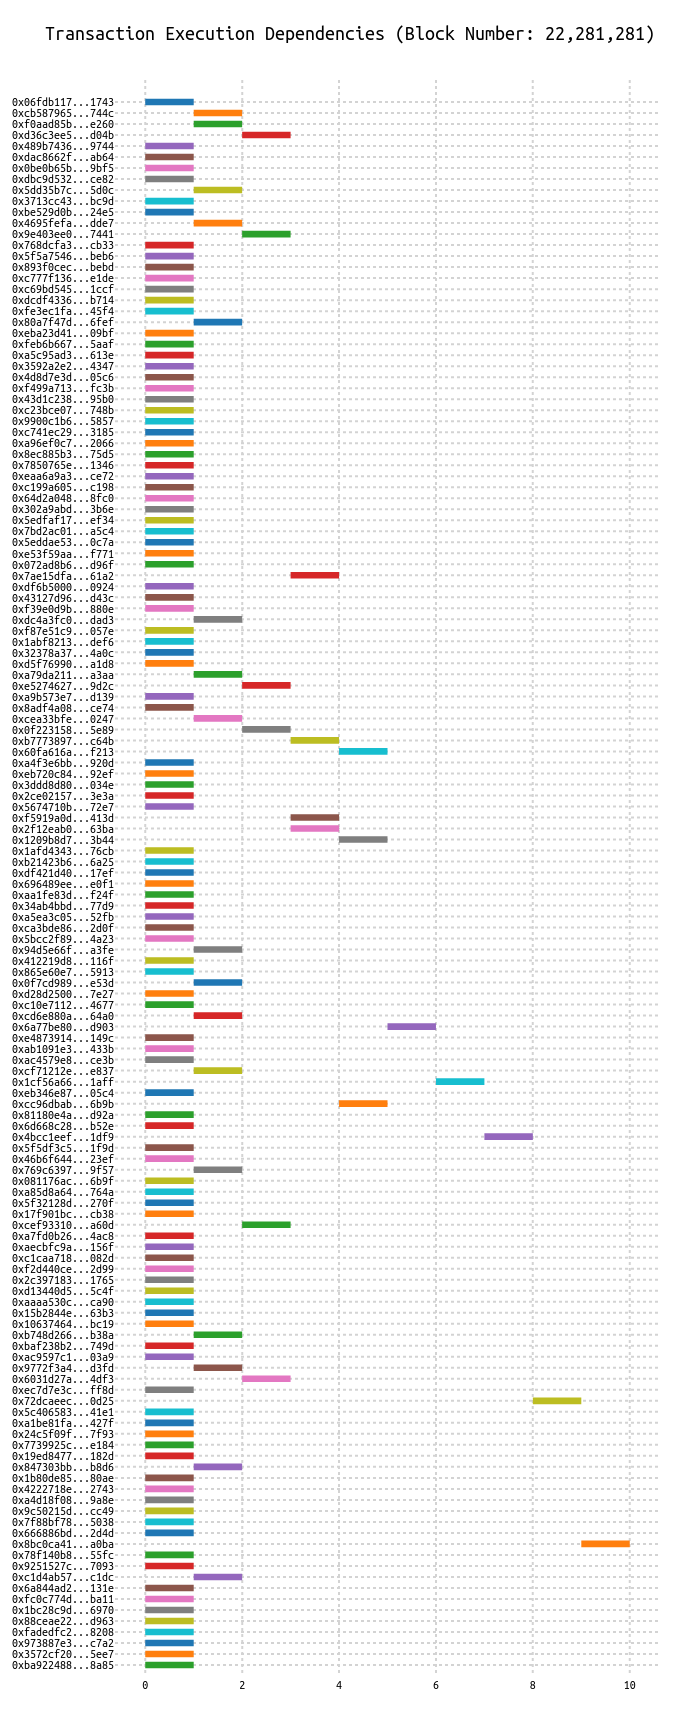 Transaction Execution Dependencies (Block Number: 22,281,281)
0x06fdb117...1743
0xcb587965...744c
0xf0aad85b...e260
0xd36c3ee5...d04b
0x489b7436...9744
0xdac8662f...ab64
0x0be0b65b...9bf5
0xdbc9d532...ce82
0x5dd35b7c...5d0c
0x3713cc43...bc9d
0xbe529d0b...24e5
0x4695fefa...dde7
0x9e403ee0...7441
0x768dcfa3...cb33
0x5f5a7546...beb6
0x893f0cec...bebd
0xc777f136...e1de
0xc69bd545...1ccf
0xdcdf4336...b714
0xfe3ec1fa...45f4
0x80a7f47d...6fef
0xeba23d41...09bf
0xfeb6b667...5aaf
0xa5c95ad3...613e
0x3592a2e2...4347
0x4d8d7e3d...05c6
0xf499a713...fc3b
0x43d1c238...95b0
0xc23bce07...748b
0x9900c1b6...5857
0xc741ec29...3185
0xa96ef0c7...2066
0x8ec885b3...75d5
0x7850765e...1346
0xeaa6a9a3...ce72
0xc199a605...c198
0x64d2a048...8fc0
0x302a9abd...3b6e
0x5edfaf17...ef34
0x7bd2ac01...a5c4
0x5eddae53...0c7a
0xe53f59aa...f771
0x072ad8b6...d96f
0x7ae15dfa...61a2
0xdf6b5000...0924
0x43127d96...d43c
0xf39e0d9b...880e
0xdc4a3fc0...dad3
0xf87e51c9...057e
0x1abf8213...def6
0x32378a37...4a0c
0xd5f76990...a1d8
0xa79da211...a3aa
0xe5274627...9d2c
0xa9b573e7...d139
0x8adf4a08...ce74
0xcea33bfe...0247
0x0f223158...5e89
0xb7773897...c64b
0x60fa616a...f213
0xa4f3e6bb...920d
0xeb720c84...92ef
0x3ddd8d80...034e
0x2ce02157...3e3a
0x5674710b...72e7
0xf5919a0d...413d
0x2f12eab0...63ba
0x1209b8d7...3b44
0x1afd4343...76cb
0xb21423b6...6a25
0xdf421d40...17ef
0x696489ee...e0f1
0xaa1fe83d...f24f
0x34ab4bbd...77d9
0xa5ea3c05...52fb
0xca3bde86...2d0f
0x5bcc2f89...4a23
0x94d5e66f...a3fe
0x412219d8...116f
0x865e60e7...5913
0x0f7cd989...e53d
0xd28d2500...7e27
0xc10e7112...4677
0xcd6e880a...64a0
0x6a77be80...d903
0xe4873914...149c
0xab1091e3...433b
0xac4579e8...ce3b
0xcf71212e...e837
0x1cf56a66...1aff
0xeb346e87...05c4
0xcc96dbab...6b9b
0x81180e4a...d92a
0x6d668c28...b52e
0x4bcc1eef...1df9
0x5f5df3c5...1f9d
0x46b6f644...23ef
0x769c6397...9f57
0x081176ac...6b9f
0xa85d8a64...764a
0x5f32128d...270f
0x17f901bc...cb38
0xcef93310...a60d
0xa7fd0b26...4ac8
0xaecbfc9a...156f
0xc1caa718...082d
0xf2d440ce...2d99
0x2c397183...1765
0xd13440d5...5c4f
0xaaaa530c...ca90
0x15b2844e...63b3
0x10637464...bc19
0xb748d266...b38a
0xbaf238b2...749d
0xac9597c1...03a9
0x9772f3a4...d3fd
0x6031d27a...4df3
0xec7d7e3c...ff8d
0x72dcaeec...0d25
0x5c406583...41e1
0xa1be81fa...427f
0x24c5f09f...7f93
0x7739925c...e184
0x19ed8477...182d
0x847303bb...b8d6
0x1b80de85...80ae
0x4222718e...2743
0xa4d18f08...9a8e
0x9c50215d...cc49
0x7f88bf78...5038
0x666886bd...2d4d
0x8bc0ca41...a0ba
0x78f140b8...55fc
0x9251527c...7093
0xc1d4ab57...c1dc
0x6a844ad2...131e
0xfc0c774d...ba11
0x1bc28c9d...6970
0x88ceae22...d963
0xfadedfc2...8208
0x973887e3...c7a2
0x3572cf20...5ee7
0xba922488...8a85
0 2 4 6 8 10